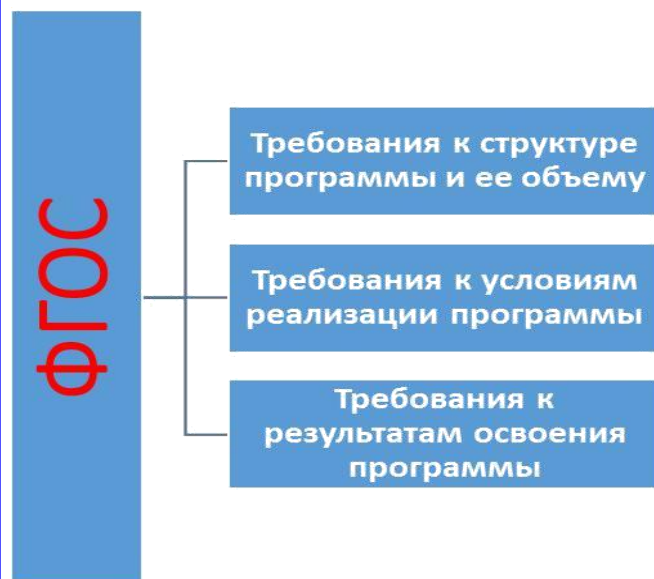 ФГОС
Требования к структуре
программы и ее объему
Требования к условиям
реализации программы
Требования к
результатам освоения
программы